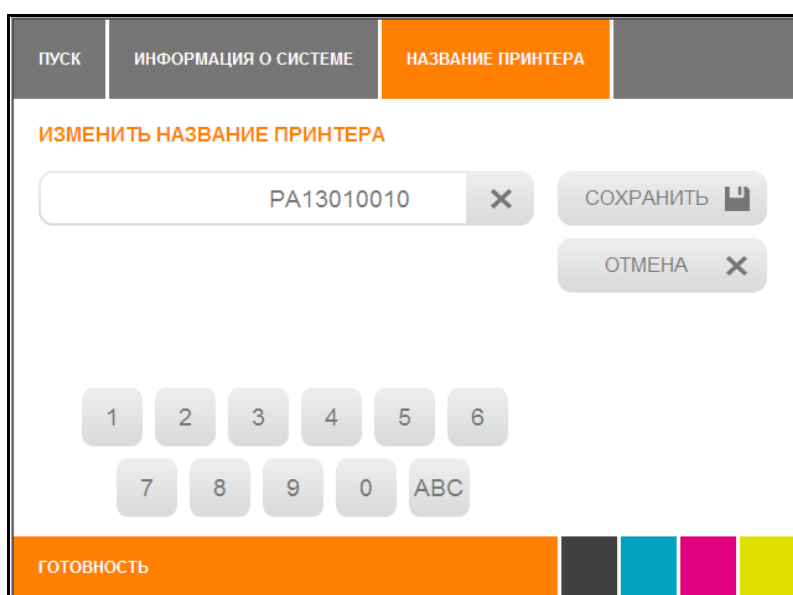 ПУСК
ИНФОРМАЦИЯ О СИСТЕМЕ
НАЗВАНИЕ ПРИНТЕРА
ИЗМЕНИТЬ НАЗВАНИЕ ПРИНТЕРА
PA13010010
СОХРАНИТЬ
ОТМЕНА
1 2 3 4 5 6
7 8 9 0 ABC
ГОТОВНОСТЬ